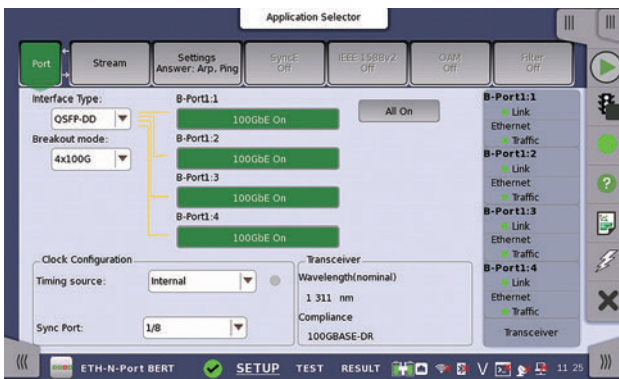 Application Selector
Port
Stream
Settings
Answer: Arp, Ping
SyncE
Off
IEEE 1588v2
Off
OAM
Off
Filter
Off
Interface Type:
QSFP-DD
Breakout mode:
4x100G
B-Port1:1
100GbE On
B-Port1:2
100GbE On
B-Port1:3
100GbE On
B-Port1:4
100GbE On
All On
B-Port1:1
Link
Ethernet
Traffic
B-Port1:2
Link
Ethernet
Traffic
B-Port1:3
Link
Ethernet
Traffic
B-Port1:4
Link
Ethernet
Traffic
Transceiver
Clock Configuration
Timing source:
Internal
Sync Port:
1/8
Transceiver
Wavelength(nominal)
1 311 nm
Compliance
100GBASE-DR
ETH-N-Port BERT
SETUP
TEST
RESULT
11 25